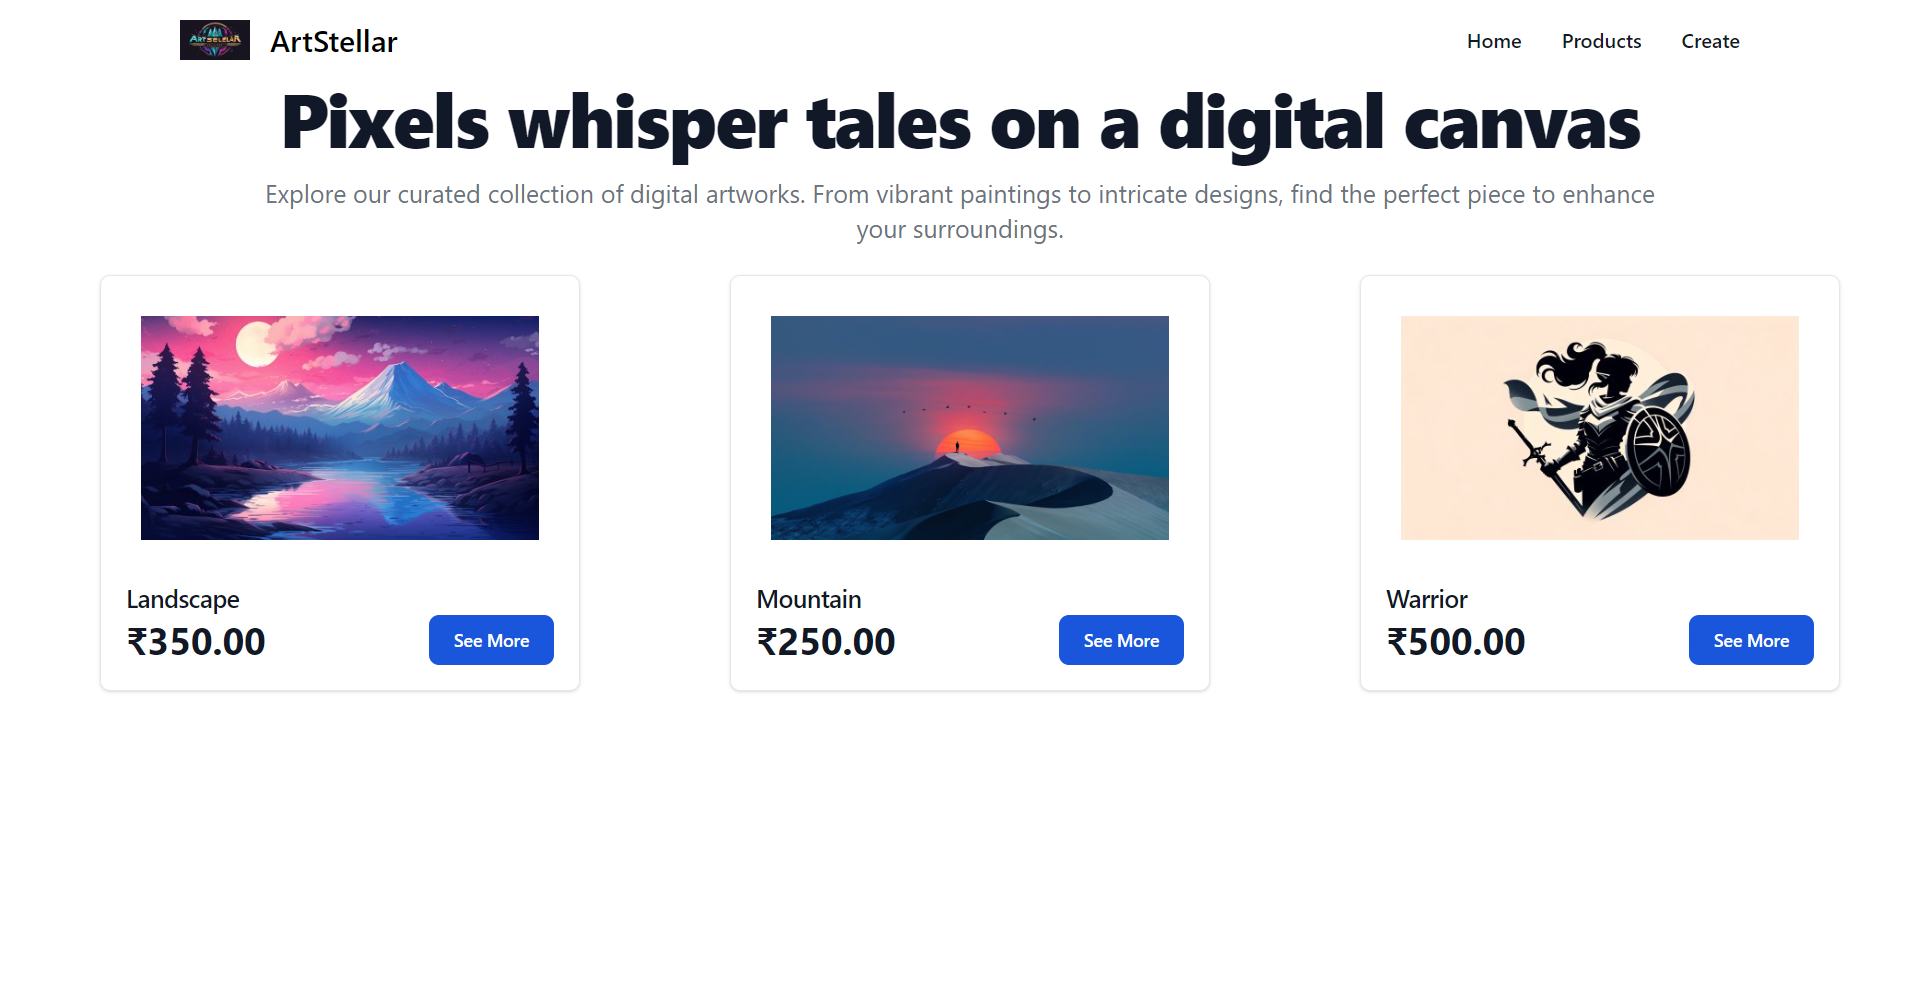 ArtStellar
Home
Products
Create
Pixels whisper tales on a digital canvas
Explore our curated collection of digital artworks. From vibrant paintings to intricate designs, find the perfect piece to enhance
your surroundings.
Landscape
₹350.00
See More
Mountain
₹250.00
See More
Warrior
₹500.00
See More